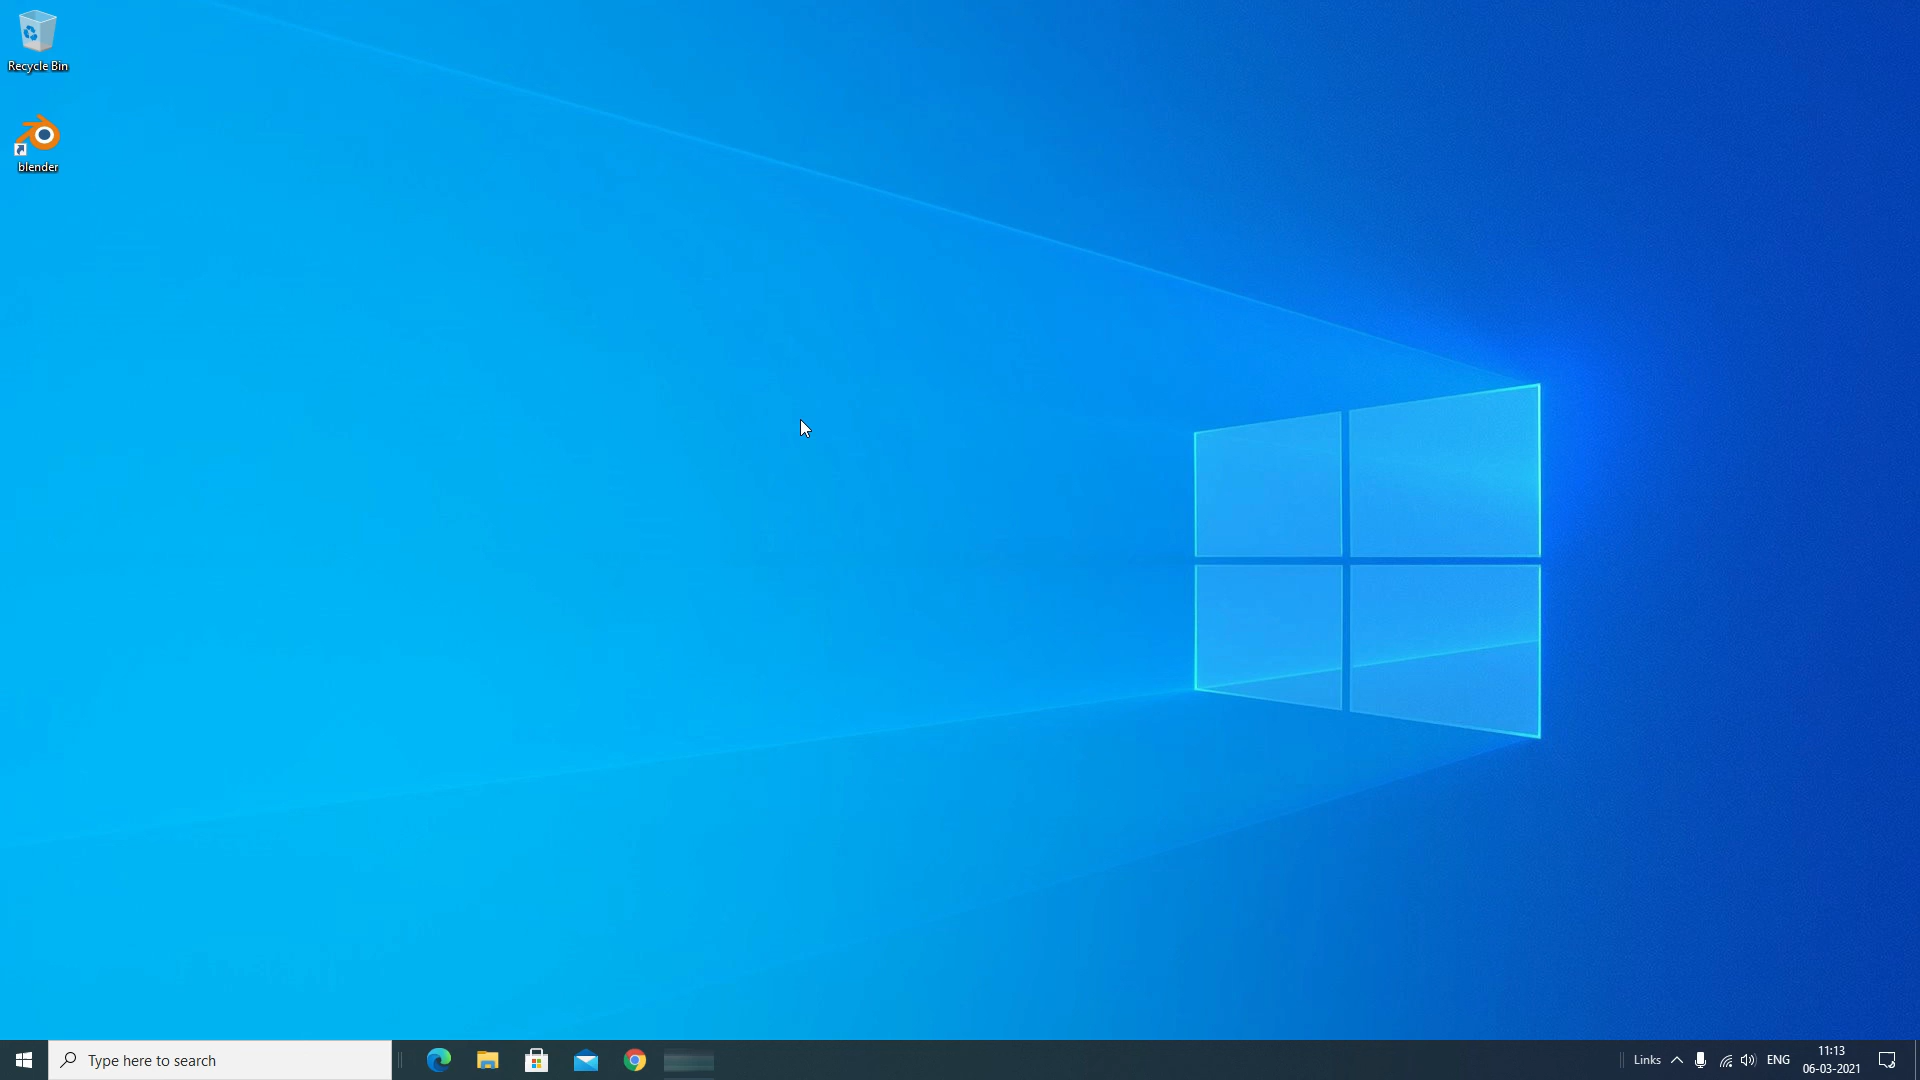 Recycle Bin
blender
Type here to search
Links
ENG
11:13
06-03-2021